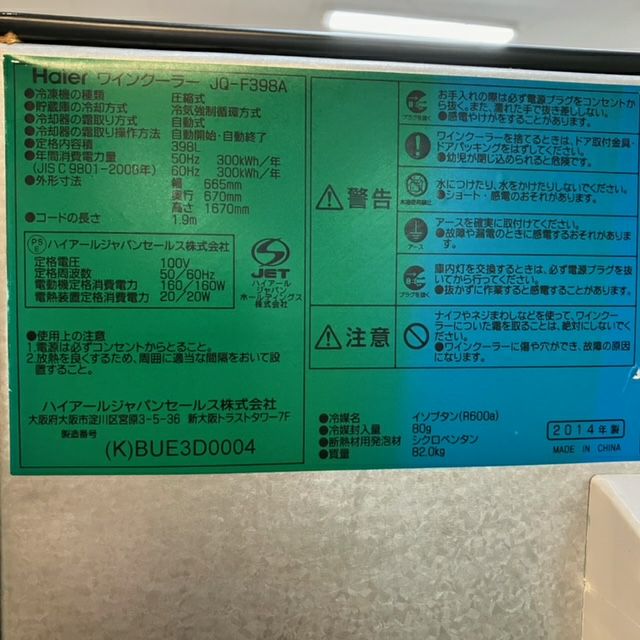 Haier ワインクーラー JQ-F398A
●冷凍機の種類 圧縮式
●貯蔵庫の冷却方式 冷気強制循環方式
●冷却器の霜取り方式 自動式
●冷却器の霜取り操作方法 自動開始・自動終了
●定格内容積 398L
●年間消費電力量 50Hz 300kWh/年
(JIS C 9801-2006年) 60Hz 300kWh/年
●外形寸法 幅 665mm
奥行 670mm
高さ 1670mm
●コードの長さ 1.9m
PS E ハイアールジャパンセールス株式会社
定格電圧 100V
定格周波数 50/60Hz
電動機定格消費電力 160/160W
電熱装置定格消費電力 20/20W
S JET
ハイアール
ジャパン
ホールディングス
株式会社
●使用上の注意
1.電源は必ずコンセントからとること。
2.放熱を良くするため、周囲に適当な間隔をおいて設
置すること。
ハイアールジャパンセールス株式会社
大阪府大阪市淀川区宮原3-5-36 新大阪トラストタワー7F
製造番号
(K)BUE3D0004
警告
プラグを抜く
お手入れの際は必ず電源プラグをコンセントか
ら抜く。また、濡れた手で抜き差ししない。
●感電やけがをすることがあります。
ワインクーラーを捨てるときは、ドア取付金具・
ドアパッキングをはずしてください。
●幼児が閉じ込められると危険です。
水濡使用禁止
水につけたり、水をかけたりしないでください。
●ショート・感電のおそれがあります。
アース
アースを確実に取付けてください。
●故障や漏電のときに感電するおそれがありま
す。
プラグを抜く
庫内灯を交換するときは、必ず電源プラグを抜
いてから行ってください。
●抜かずに作業すると感電することがあります。
注意
ナイフやネジまわしなどを使って、ワインクー
ラーについた霜を取ることは、絶対にしないでく
ださい。
●ワインクーラーに傷や穴ができ、故障の原因
になります。
●冷媒名 イソブタン(R600a)
●冷媒封入量 80g
●断熱材用発泡材 シクロペンタン
●質量 82.0kg
2014年製
MADE IN CHINA